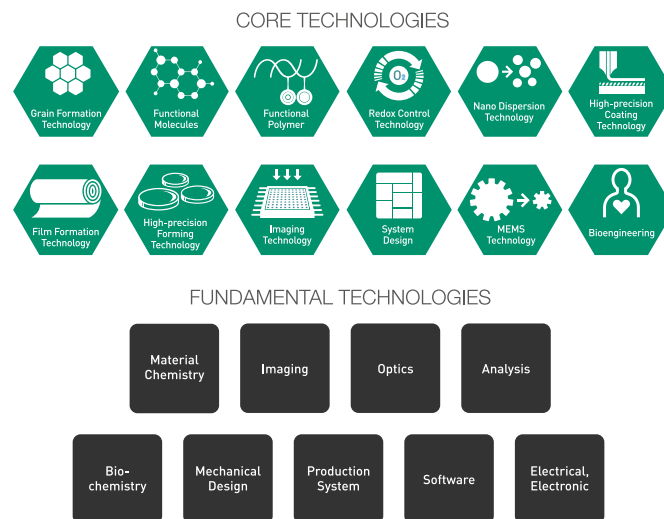 CORE TECHNOLOGIES
Grain Formation
Technology
Functional
Molecules
Functional
Polymer
O₂
Redox Control
Technology
Nano Dispersion
Technology
High-precision
Coating
Technology
Film Formation
Technology
High-precision
Forming
Technology
Imaging
Technology
System
Design
MEMS
Technology
Bioengineering
FUNDAMENTAL TECHNOLOGIES
Material
Chemistry
Imaging
Optics
Analysis
Bio-
chemistry
Mechanical
Design
Production
System
Software
Electrical,
Electronic